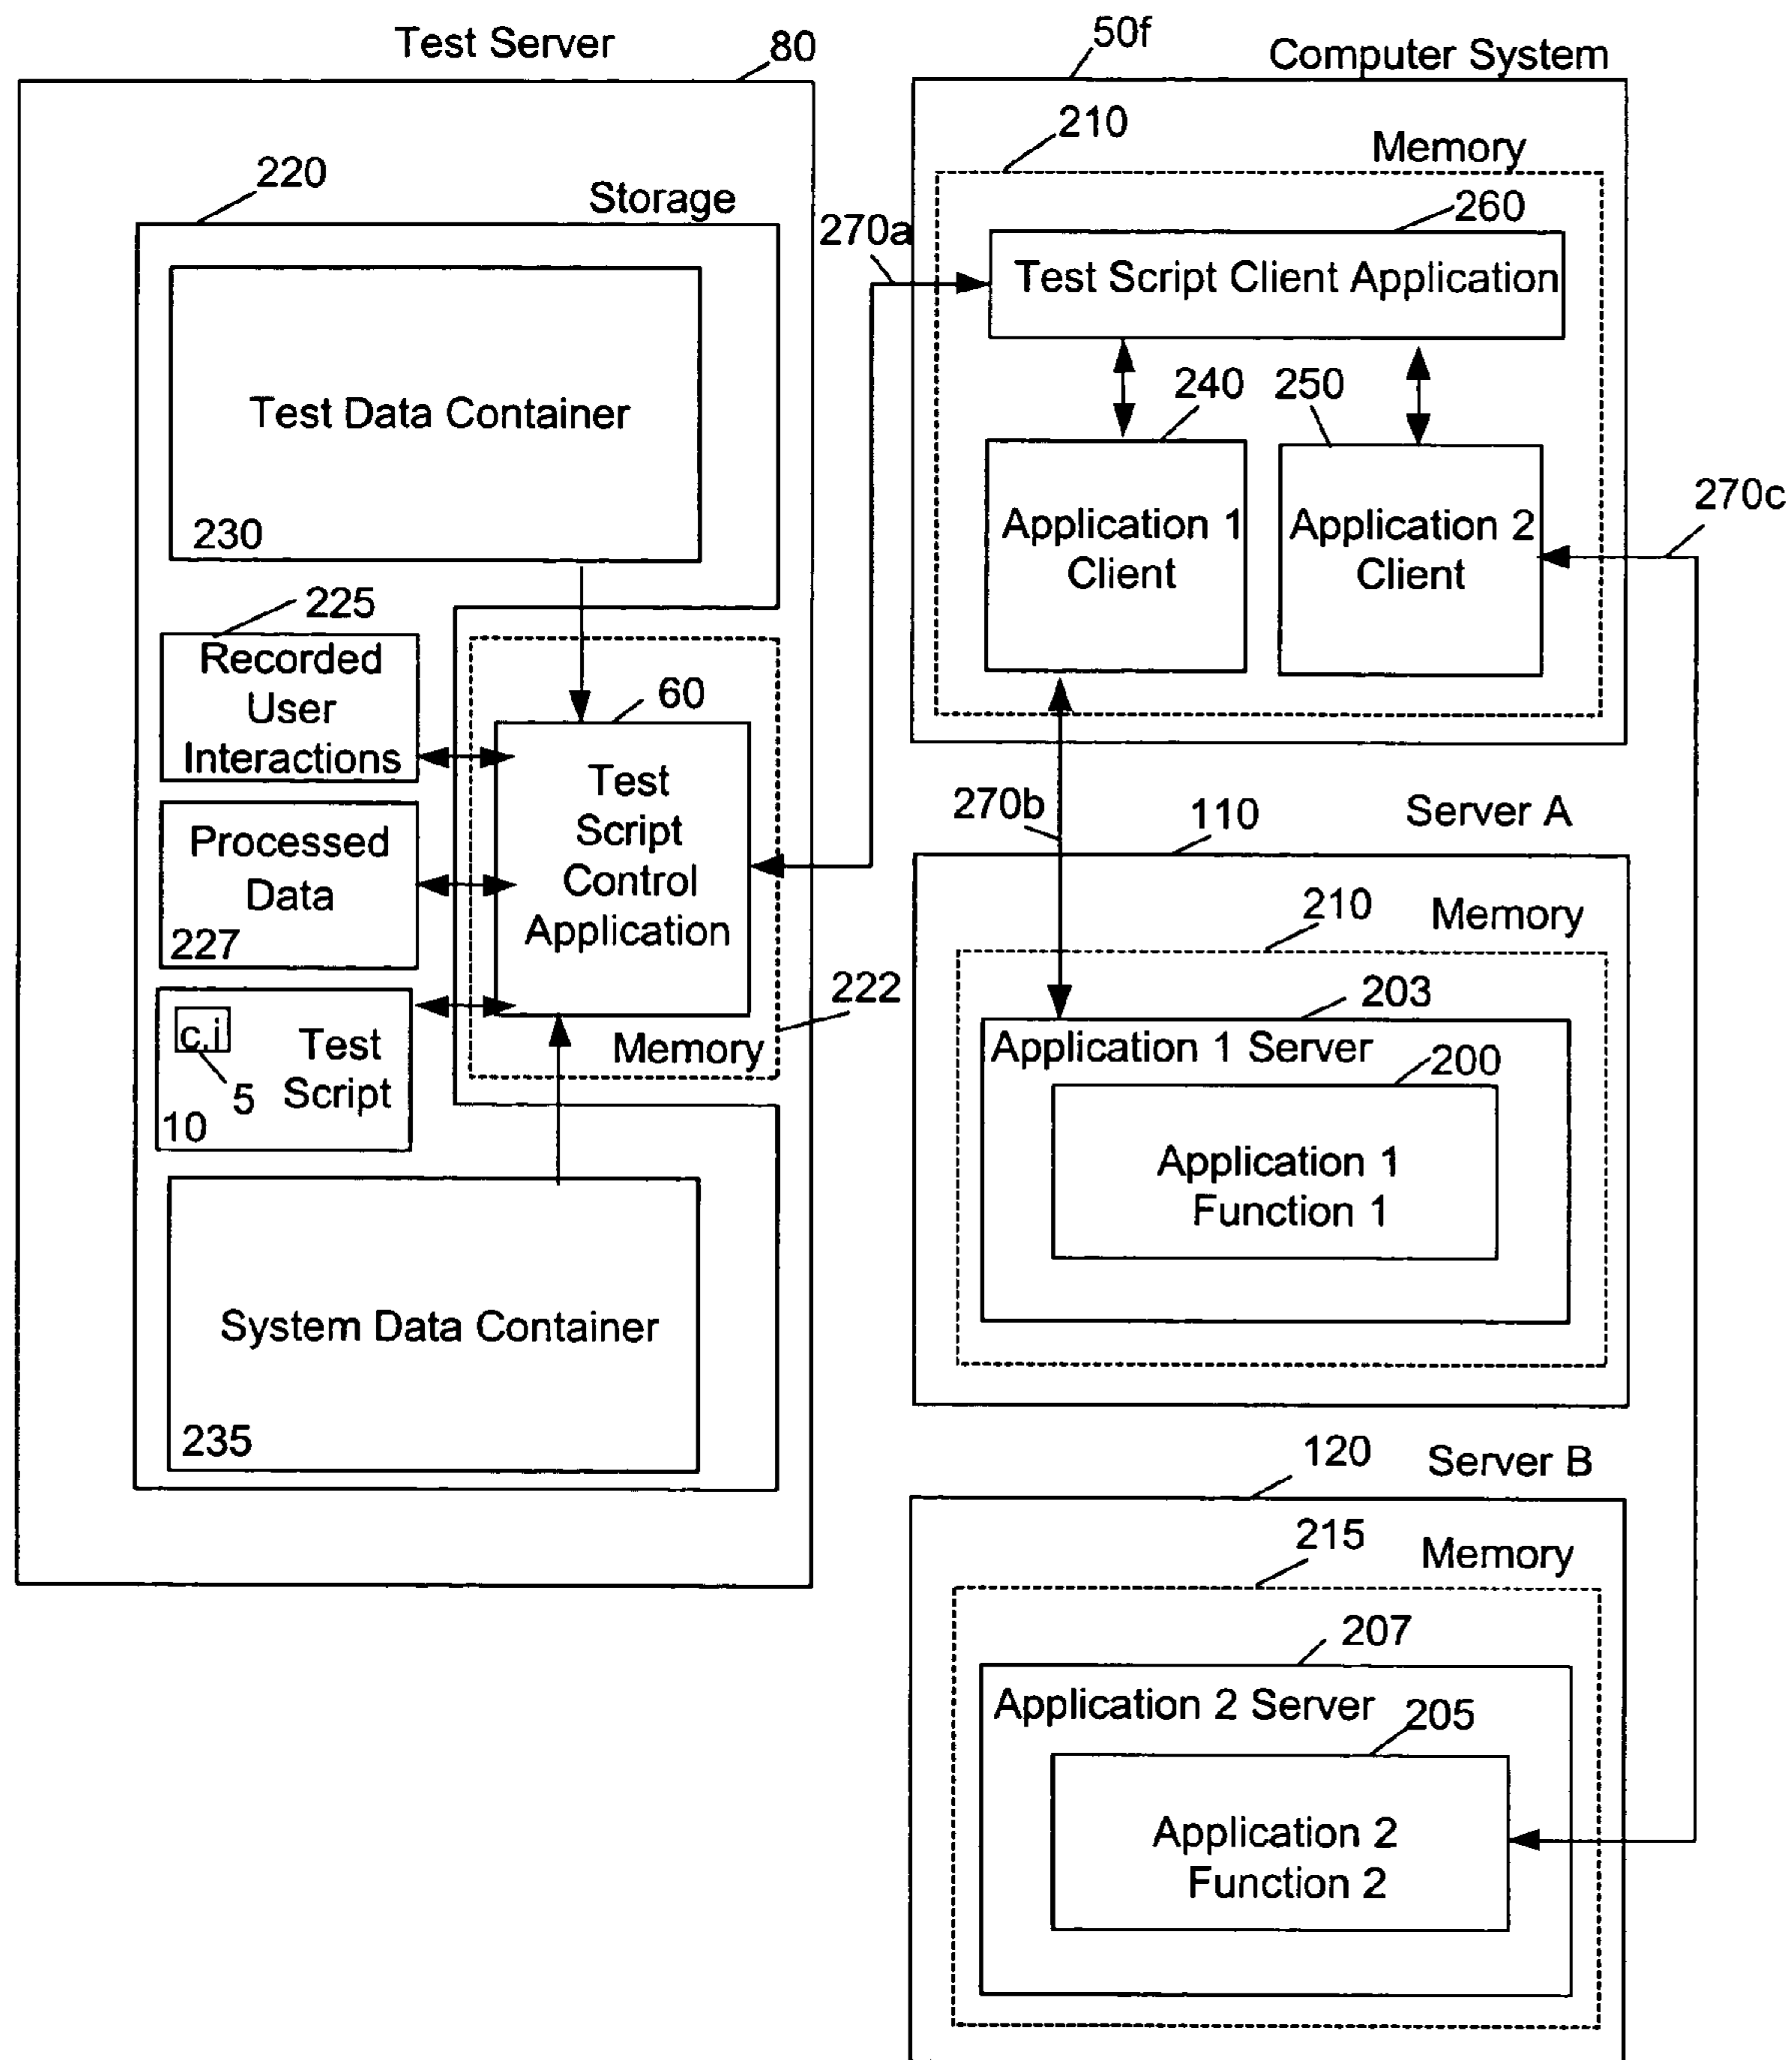 Test Server
80
220
Storage
Test Data Container
230
225
Recorded
User
Interactions
60
Test
Script
Control
Application
Processed
Data
227
c,i
5
Test
Script
10
Memory
222
System Data Container
235
50f
Computer System
210
Memory
260
270a
Test Script Client Application
240
250
Application 1
Client
Application 2
Client
270c
270b
110
Server A
210
Memory
203
Application 1 Server
200
Application 1
Function 1
120
Server B
215
Memory
207
Application 2 Server
205
Application 2
Function 2